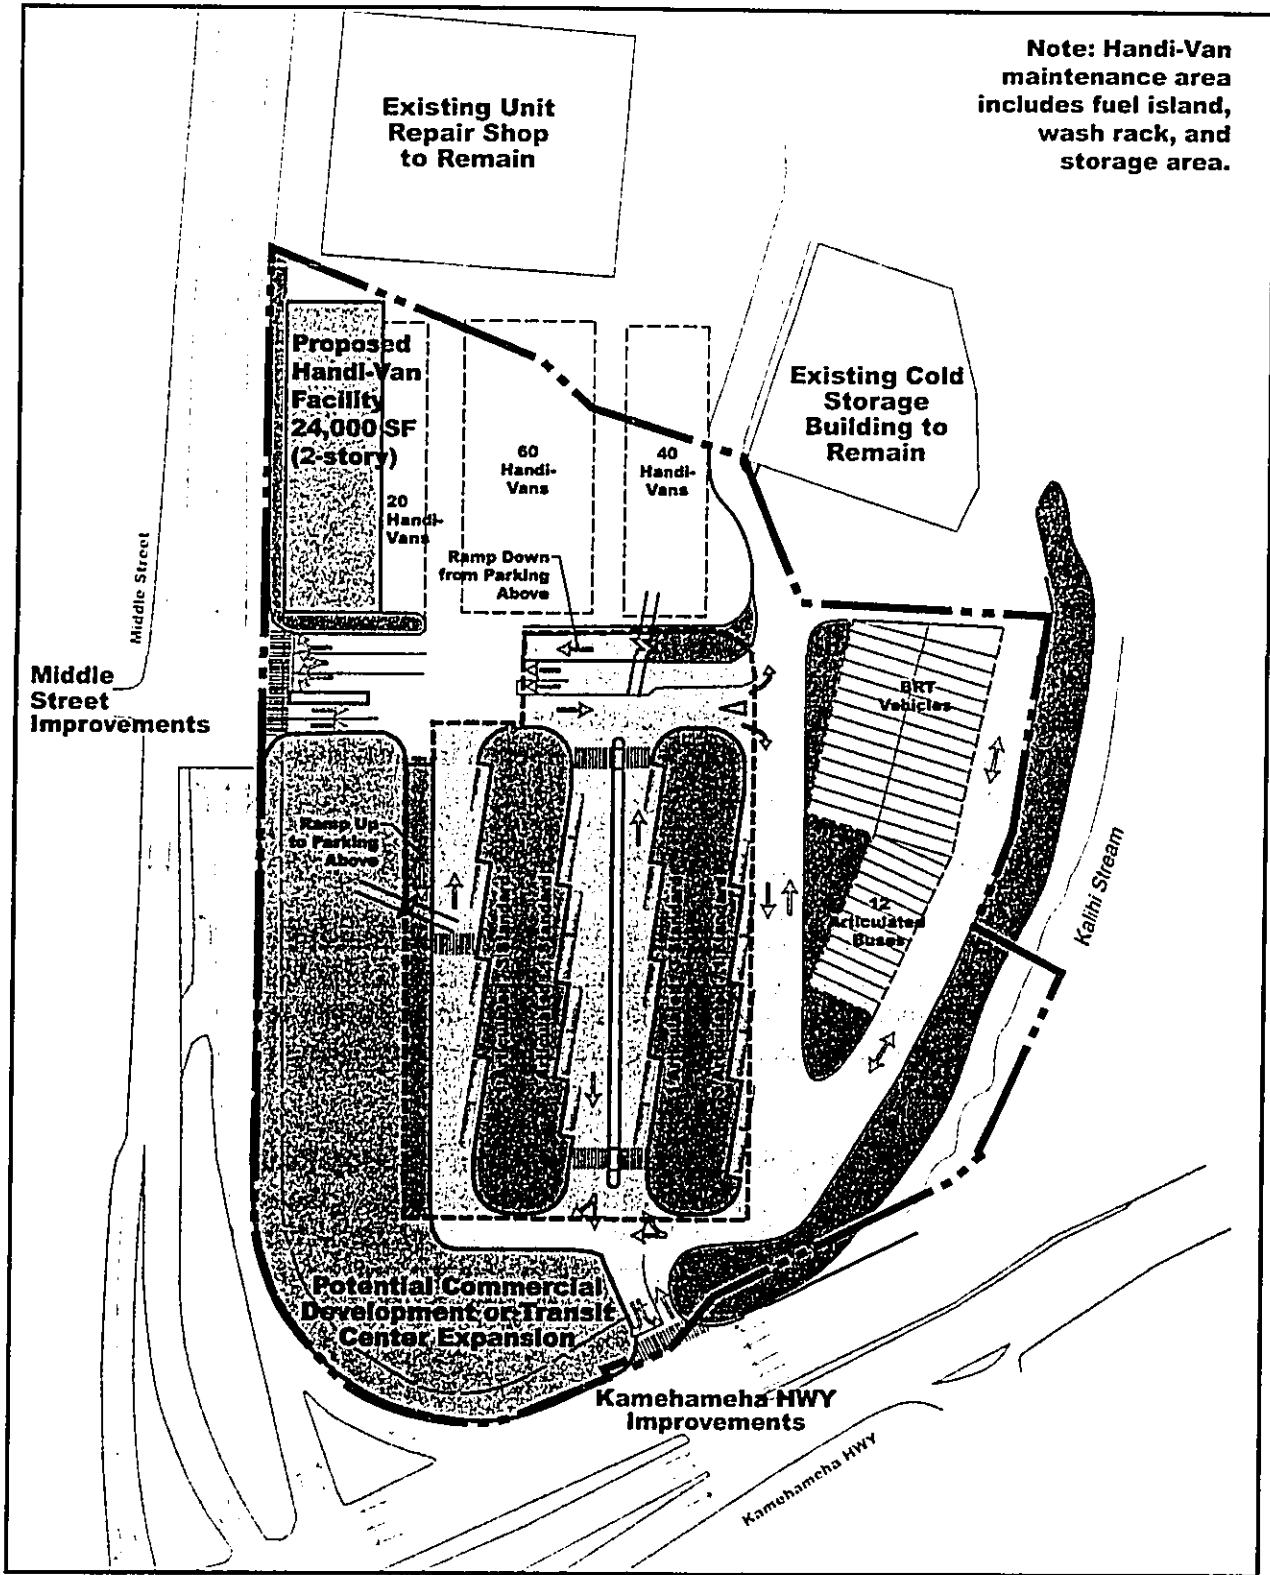 Note: Handi-Van
maintenance area
includes fuel island,
wash rack, and
storage area.
Existing Unit
Repair Shop
to Remain
Proposed
Handi-Van
Facility
24,000 SF
(2-story)
Existing Cold
Storage
Building to
Remain
60
Handi-
Vans
40
Handi-
Vans
20
Handi-
Vans
Ramp Down
from Parking
Above
Middle Street
Middle
Street
Improvements
BRT
Vehicles
Ramp Up
to Parking
Above
12
Articulated
Buses
Kalihi Stream
Potential Commercial
Development or Transit
Center Expansion
Kamehameha HWY
Improvements
Kamehameha HWY